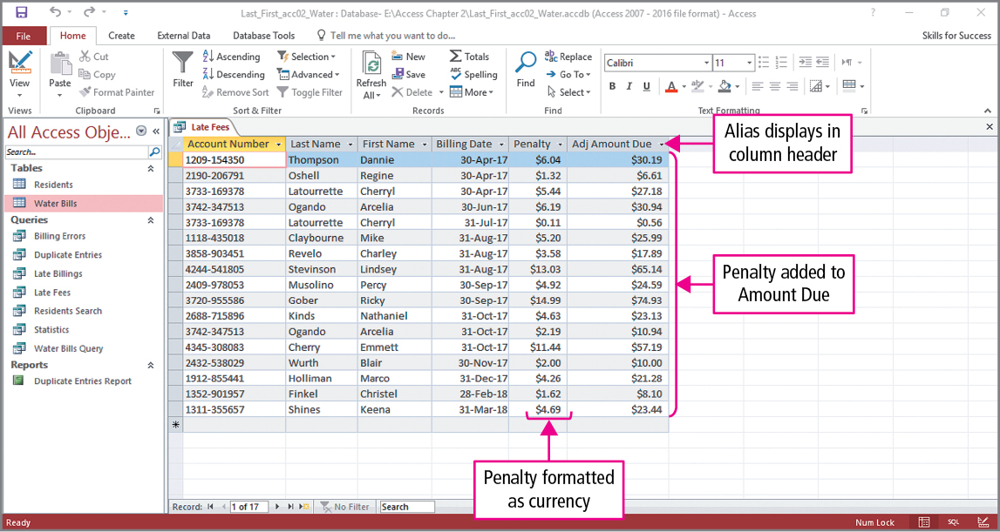 Last_First_acc02_Water : Database- E:\Access Chapter 2\Last_First_acc02_Water.accdb (Access 2007 - 2016 file format) - Access
?
File Home Create External Data Database Tools Tell me what you want to do... Skills for Success
View
Views
Paste
Cut
Copy
Format Painter
Clipboard
Filter
Ascending
Descending
Remove Sort
Selection
Advanced
Toggle Filter
Sort & Filter
Refresh
All
New
Save
Delete
Totals
Spelling
More
Records
Find
Replace
Go To
Select
Find
Calibri 11
B I U
Text Formatting
All Access Obje...
Search...
Tables
Residents
Water Bills
Queries
Billing Errors
Duplicate Entries
Late Billings
Late Fees
Residents Search
Statistics
Water Bills Query
Reports
Duplicate Entries Report
Late Fees
Account Number Last Name First Name Billing Date Penalty Adj Amount Due
1209-154350 Thompson Dannie 30-Apr-17 $6.04 $30.19
2190-206791 Oshell Regine 30-Apr-17 $1.32 $6.61
3733-169378 Latourrette Cherryl 30-Apr-17 $5.44 $27.18
3742-347513 Ogando Arcelia 30-Jun-17 $6.19 $30.94
3733-169378 Latourrette Cherryl 31-Jul-17 $0.11 $0.56
1118-435018 Claybourne Mike 31-Aug-17 $5.20 $25.99
3858-903451 Revelo Charley 31-Aug-17 $3.58 $17.89
4244-541805 Stevinson Lindsey 31-Aug-17 $13.03 $65.14
2409-978053 Musolino Percy 30-Sep-17 $4.92 $24.59
3720-955586 Gober Ricky 30-Sep-17 $14.99 $74.93
2688-715896 Kinds Nathaniel 31-Oct-17 $4.63 $23.13
3742-347513 Ogando Arcelia 31-Oct-17 $2.19 $10.94
4345-308083 Cherry Emmett 31-Oct-17 $11.44 $57.19
2432-538029 Wurth Blair 30-Nov-17 $2.00 $10.00
1912-855441 Holliman Marco 31-Dec-17 $4.26 $21.28
1352-901957 Finkel Christel 28-Feb-18 $1.62 $8.10
1311-355657 Shines Keena 31-Mar-18 $4.69 $23.44
Alias displays in
column header
Penalty added to
Amount Due
Penalty formatted
as currency
Record: 1 of 17 No Filter Search
Ready Num Lock SQL